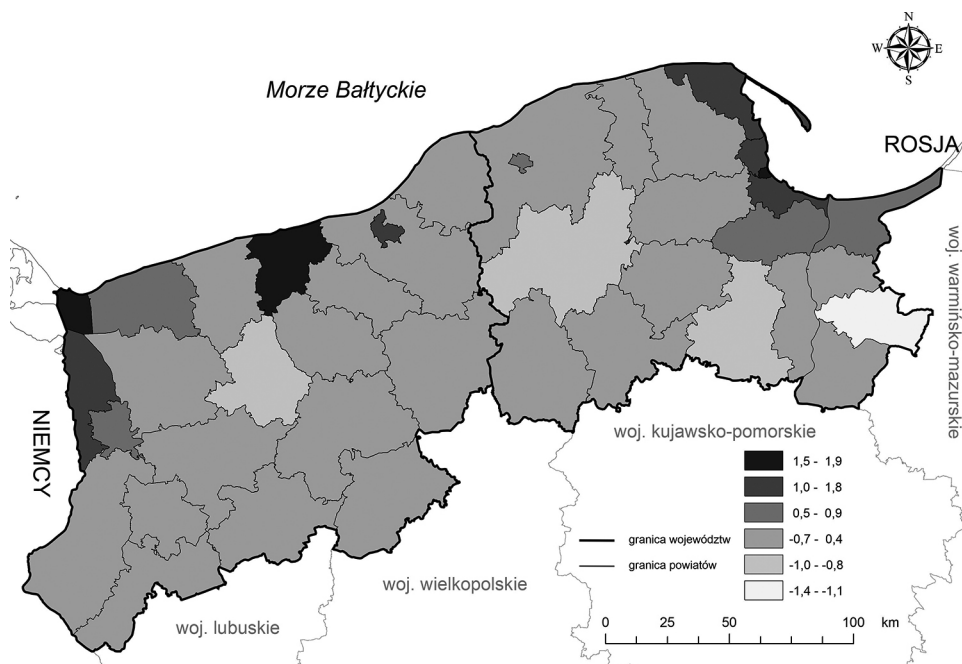 N
W E
S
Morze Bałtyckie
ROSJA
woj. warmińsko-mazurskie
NIEMCY
woj. kujawsko-pomorskie
1,5 - 1,9
1,0 - 1,8
0,5 - 0,9
-0,7 - 0,4
-1,0 - -0,8
-1,4 - -1,1
granica województw
granica powiatów
woj. wielkopolskie
woj. lubuskie
0 25 50 100 km